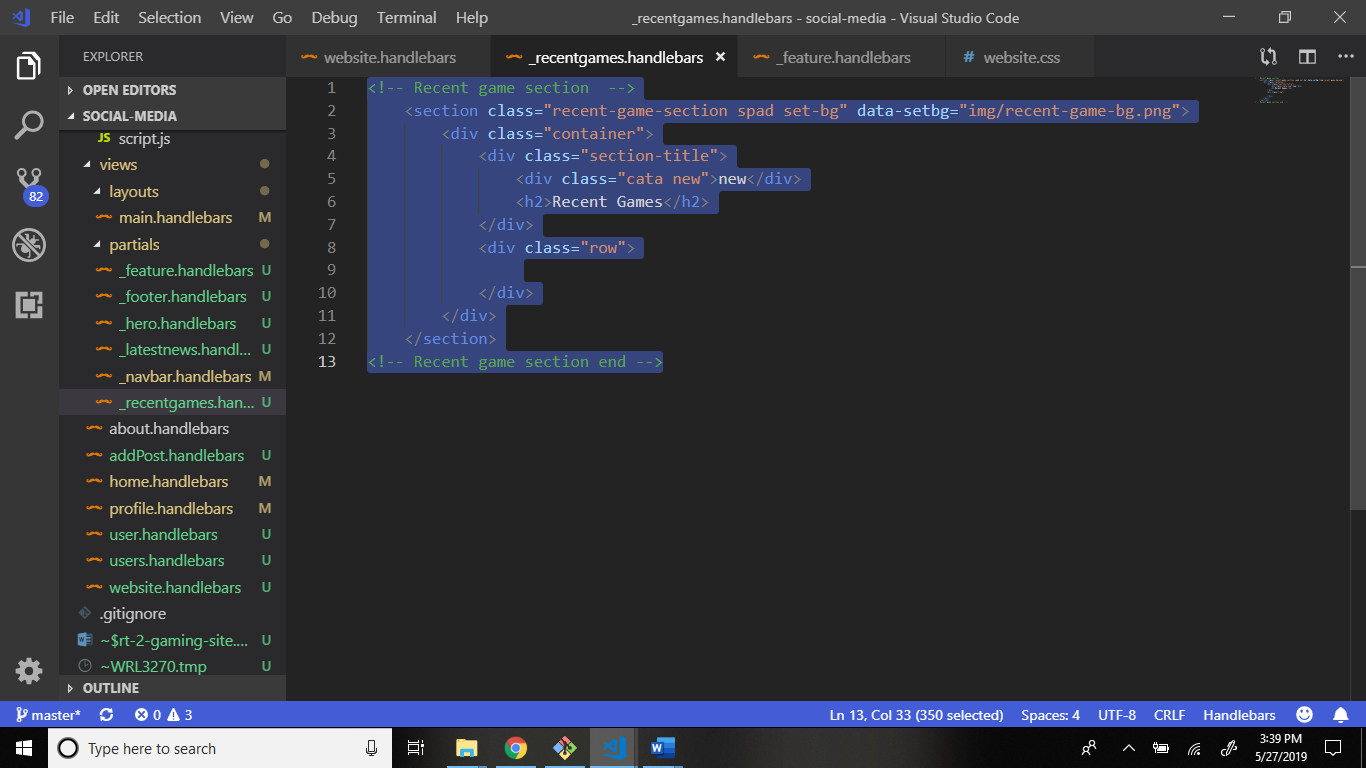 File Edit Selection View Go Debug Terminal Help _recentgames.handlebars - social-media - Visual Studio Code
EXPLORER
website.handlebars _recentgames.handlebars _feature.handlebars # website.css
OPEN EDITORS
SOCIAL-MEDIA
JS script.js
views
layouts
main.handlebars M
partials
_feature.handlebars U
_footer.handlebars U
_hero.handlebars U
_latestnews.handl... U
_navbar.handlebars M
_recentgames.han... U
about.handlebars
addPost.handlebars U
home.handlebars M
profile.handlebars M
user.handlebars U
users.handlebars U
website.handlebars U
.gitignore
~$rt-2-gaming-site.... U
~WRL3270.tmp U
OUTLINE
82
1 <!-- Recent game section  -->
2 <section class="recent-game-section spad set-bg" data-setbg="img/recent-game-bg.png">
3 <div class="container">
4 <div class="section-title">
5 <div class="cata new">new</div>
6 <h2>Recent Games</h2>
7 </div>
8 <div class="row">
9
10 </div>
11 </div>
12 </section>
13 <!-- Recent game section end -->
master* 0 3 Ln 13, Col 33 (350 selected) Spaces: 4 UTF-8 CRLF Handlebars
Type here to search
3:39 PM
5/27/2019